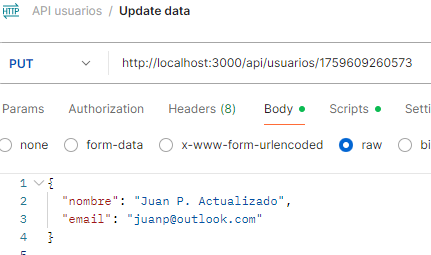 HTTP API usuarios / Update data
PUT http://localhost:3000/api/usuarios/1759609260573
Params Authorization Headers (8) Body Scripts Setti
none form-data x-www-form-urlencoded raw bi
1 {
2 "nombre": "Juan P. Actualizado",
3 "email": "juanp@outlook.com"
4 }
5